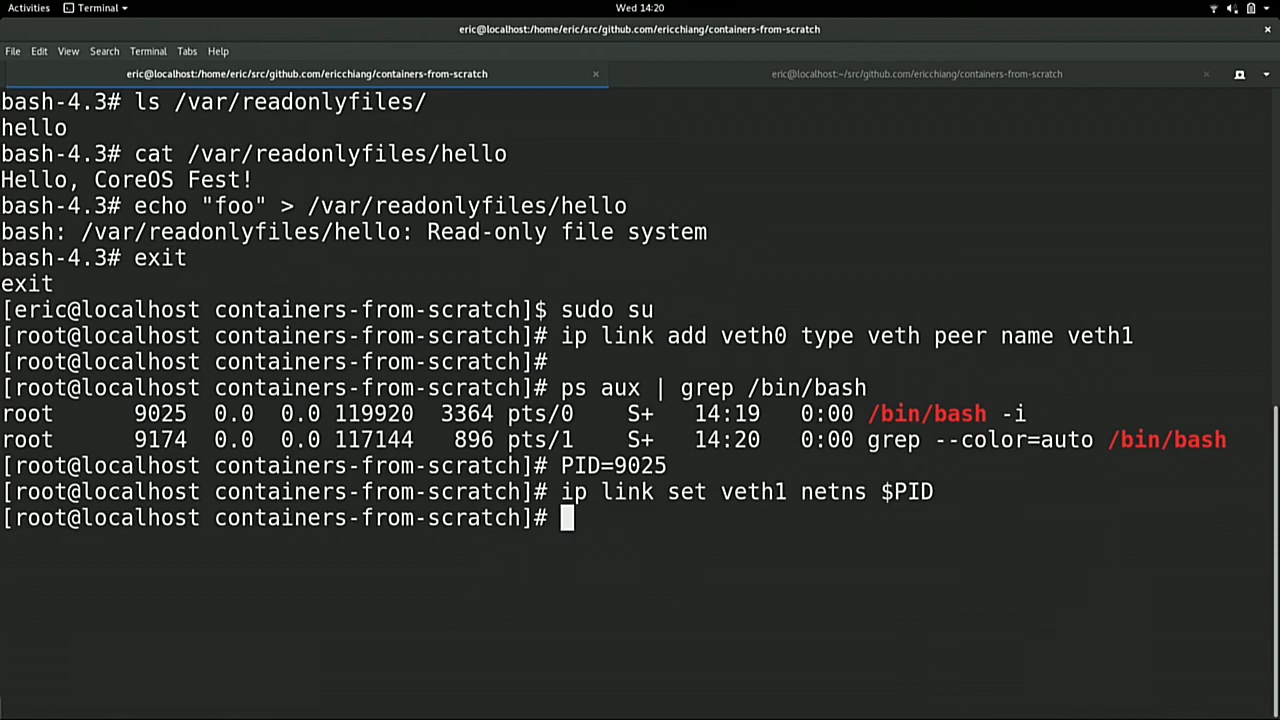 Activities Terminal Wed 14:20
eric@localhost:/home/eric/src/github.com/ericchiang/containers-from-scratch ×
File Edit View Search Terminal Tabs Help
eric@localhost:/home/eric/src/github.com/ericchiang/containers-from-scratch × eric@localhost:~/src/github.com/ericchiang/containers-from-scratch ×
bash-4.3# ls /var/readonlyfiles/
hello
bash-4.3# cat /var/readonlyfiles/hello
Hello, CoreOS Fest!
bash-4.3# echo "foo" > /var/readonlyfiles/hello
bash: /var/readonlyfiles/hello: Read-only file system
bash-4.3# exit
exit
[eric@localhost containers-from-scratch]$ sudo su
[root@localhost containers-from-scratch]# ip link add veth0 type veth peer name veth1
[root@localhost containers-from-scratch]#
[root@localhost containers-from-scratch]# ps aux | grep /bin/bash
root 9025 0.0 0.0 119920 3364 pts/0 S+ 14:19 0:00 /bin/bash -i
root 9174 0.0 0.0 117144 896 pts/1 S+ 14:20 0:00 grep --color=auto /bin/bash
[root@localhost containers-from-scratch]# PID=9025
[root@localhost containers-from-scratch]# ip link set veth1 netns $PID
[root@localhost containers-from-scratch]#